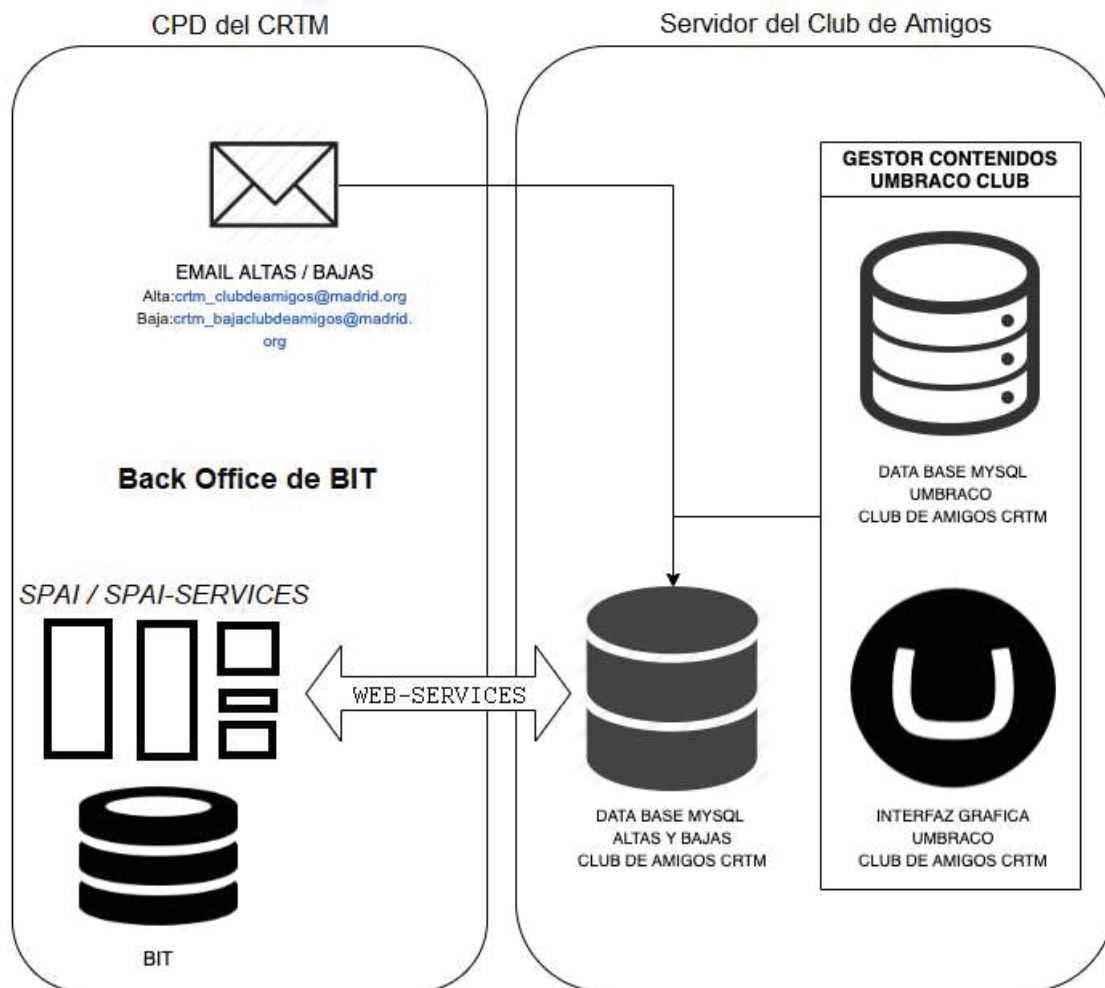 CPD del CRTM
Servidor del Club de Amigos
EMAIL ALTAS / BAJAS
Alta:crtm_clubdeamigos@madrid.org
Baja:crtm_bajaclubdeamigos@madrid.
org
Back Office de BIT
SPAI / SPAI-SERVICES
BIT
WEB-SERVICES
DATA BASE MYSQL
ALTAS Y BAJAS
CLUB DE AMIGOS CRTM
GESTOR CONTENIDOS
UMBRACO CLUB
DATA BASE MYSQL
UMBRACO
CLUB DE AMIGOS CRTM
INTERFAZ GRAFICA
UMBRACO
CLUB DE AMIGOS CRTM